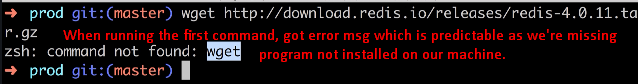 ➜ prod git:(master) wget http://download.redis.io/releases/redis-4.0.11.ta
r.gz When running the first command, got error msg which is predictable as we're missing
zsh: command not found: wget program not installed on our machine.
➜ prod git:(master)